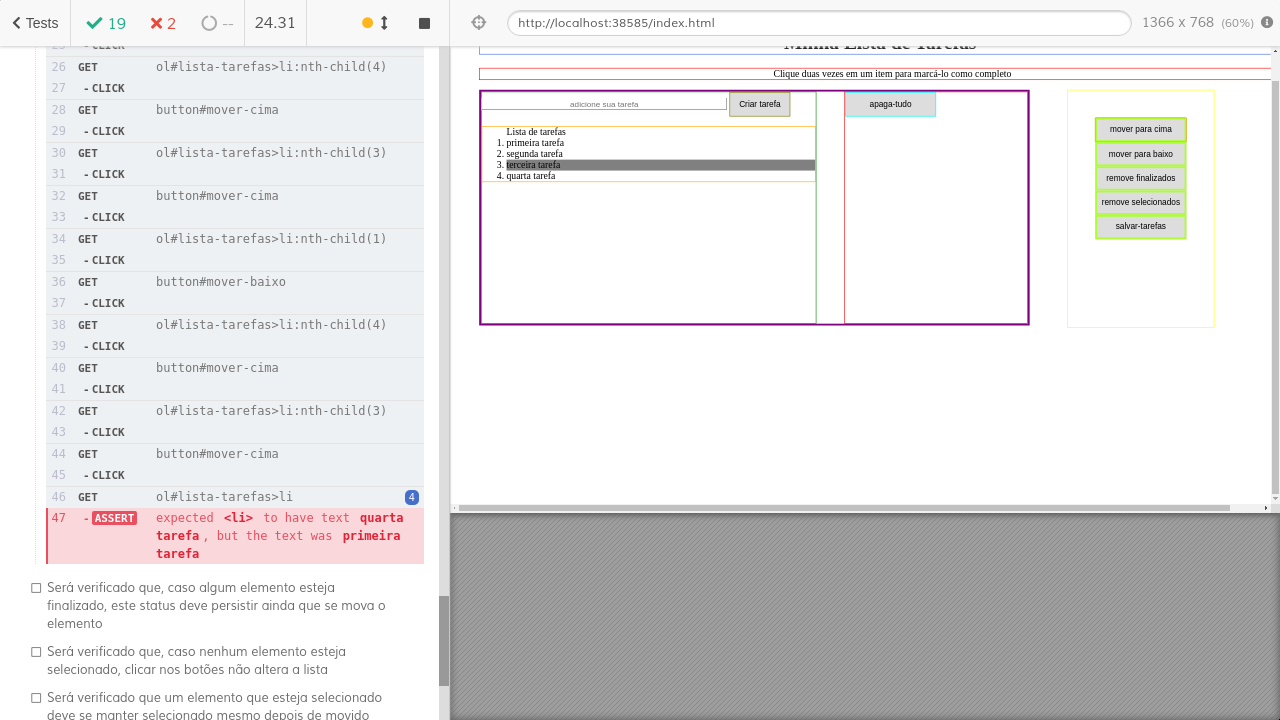 Tests
19
2
--
24.31
http://localhost:38585/index.html
1366 x 768 (60%)
25 - CLICK
26 GET ol#lista-tarefas>li:nth-child(4)
27 - CLICK
28 GET button#mover-cima
29 - CLICK
30 GET ol#lista-tarefas>li:nth-child(3)
31 - CLICK
32 GET button#mover-cima
33 - CLICK
34 GET ol#lista-tarefas>li:nth-child(1)
35 - CLICK
36 GET button#mover-baixo
37 - CLICK
38 GET ol#lista-tarefas>li:nth-child(4)
39 - CLICK
40 GET button#mover-cima
41 - CLICK
42 GET ol#lista-tarefas>li:nth-child(3)
43 - CLICK
44 GET button#mover-cima
45 - CLICK
46 GET ol#lista-tarefas>li 4
47 - ASSERT expected <li> to have text quarta
tarefa, but the text was primeira
tarefa
Será verificado que, caso algum elemento esteja
finalizado, este status deve persistir ainda que se mova o
elemento
Será verificado que, caso nenhum elemento esteja
selecionado, clicar nos botões não altera a lista
Será verificado que um elemento que esteja selecionado
deve se manter selecionado mesmo depois de movido
Minha Lista de Tarefas
Clique duas vezes em um item para marcá-lo como completo
adicione sua tarefa
Criar tarefa
apaga-tudo
Lista de tarefas
1. primeira tarefa
2. segunda tarefa
3. terceira tarefa
4. quarta tarefa
mover para cima
mover para baixo
remove finalizados
remove selecionados
salvar-tarefas